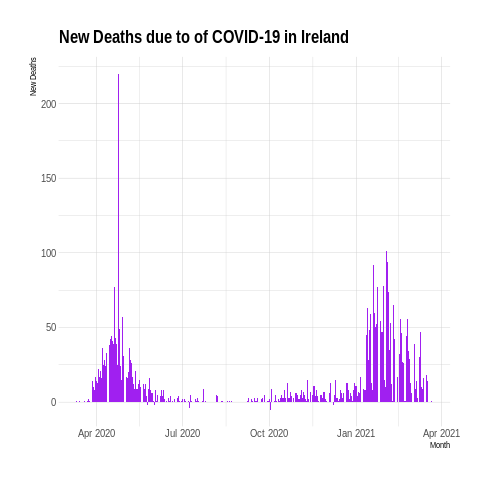 New Deaths due to of COVID-19 in Ireland
New Deaths
200
150
100
50
0
Apr 2020 Jul 2020 Oct 2020 Jan 2021 Apr 2021
Month